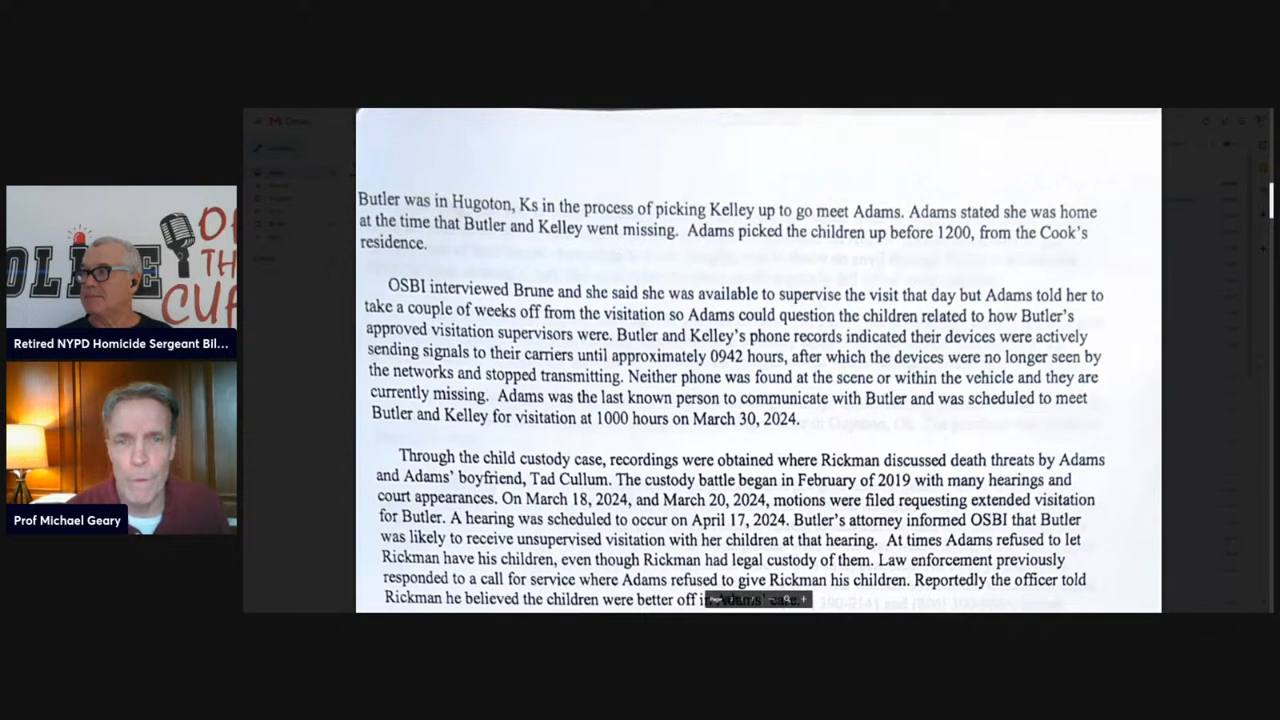 Butler was in Hugoton, Ks in the process of picking Kelley up to go meet Adams. Adams stated she was home
at the time that Butler and Kelley went missing. Adams picked the children up before 1200, from the Cook's
residence.
OSBI interviewed Brune and she said she was available to supervise the visit that day but Adams told her to
take a couple of weeks off from the visitation so Adams could question the children related to how Butler's
approved visitation supervisors were. Butler and Kelley's phone records indicated their devices were actively
sending signals to their carriers until approximately 0942 hours, after which the devices were no longer seen by
the networks and stopped transmitting. Neither phone was found at the scene or within the vehicle and they are
currently missing. Adams was the last known person to communicate with Butler and was scheduled to meet
Butler and Kelley for visitation at 1000 hours on March 30, 2024.
Through the child custody case, recordings were obtained where Rickman discussed death threats by Adams
and Adams' boyfriend, Tad Cullum. The custody battle began in February of 2019 with many hearings and
court appearances. On March 18, 2024, and March 20, 2024, motions were filed requesting extended visitation
for Butler. A hearing was scheduled to occur on April 17, 2024. Butler's attorney informed OSBI that Butler
was likely to receive unsupervised visitation with her children at that hearing. At times Adams refused to let
Rickman have his children, even though Rickman had legal custody of them. Law enforcement previously
responded to a call for service where Adams refused to give Rickman his children. Reportedly the officer told
Rickman he believed the children were better off in Adams' care.
OLICE
OF
TH
CUF
Retired NYPD Homicide Sergeant Bil...
Prof Michael Geary